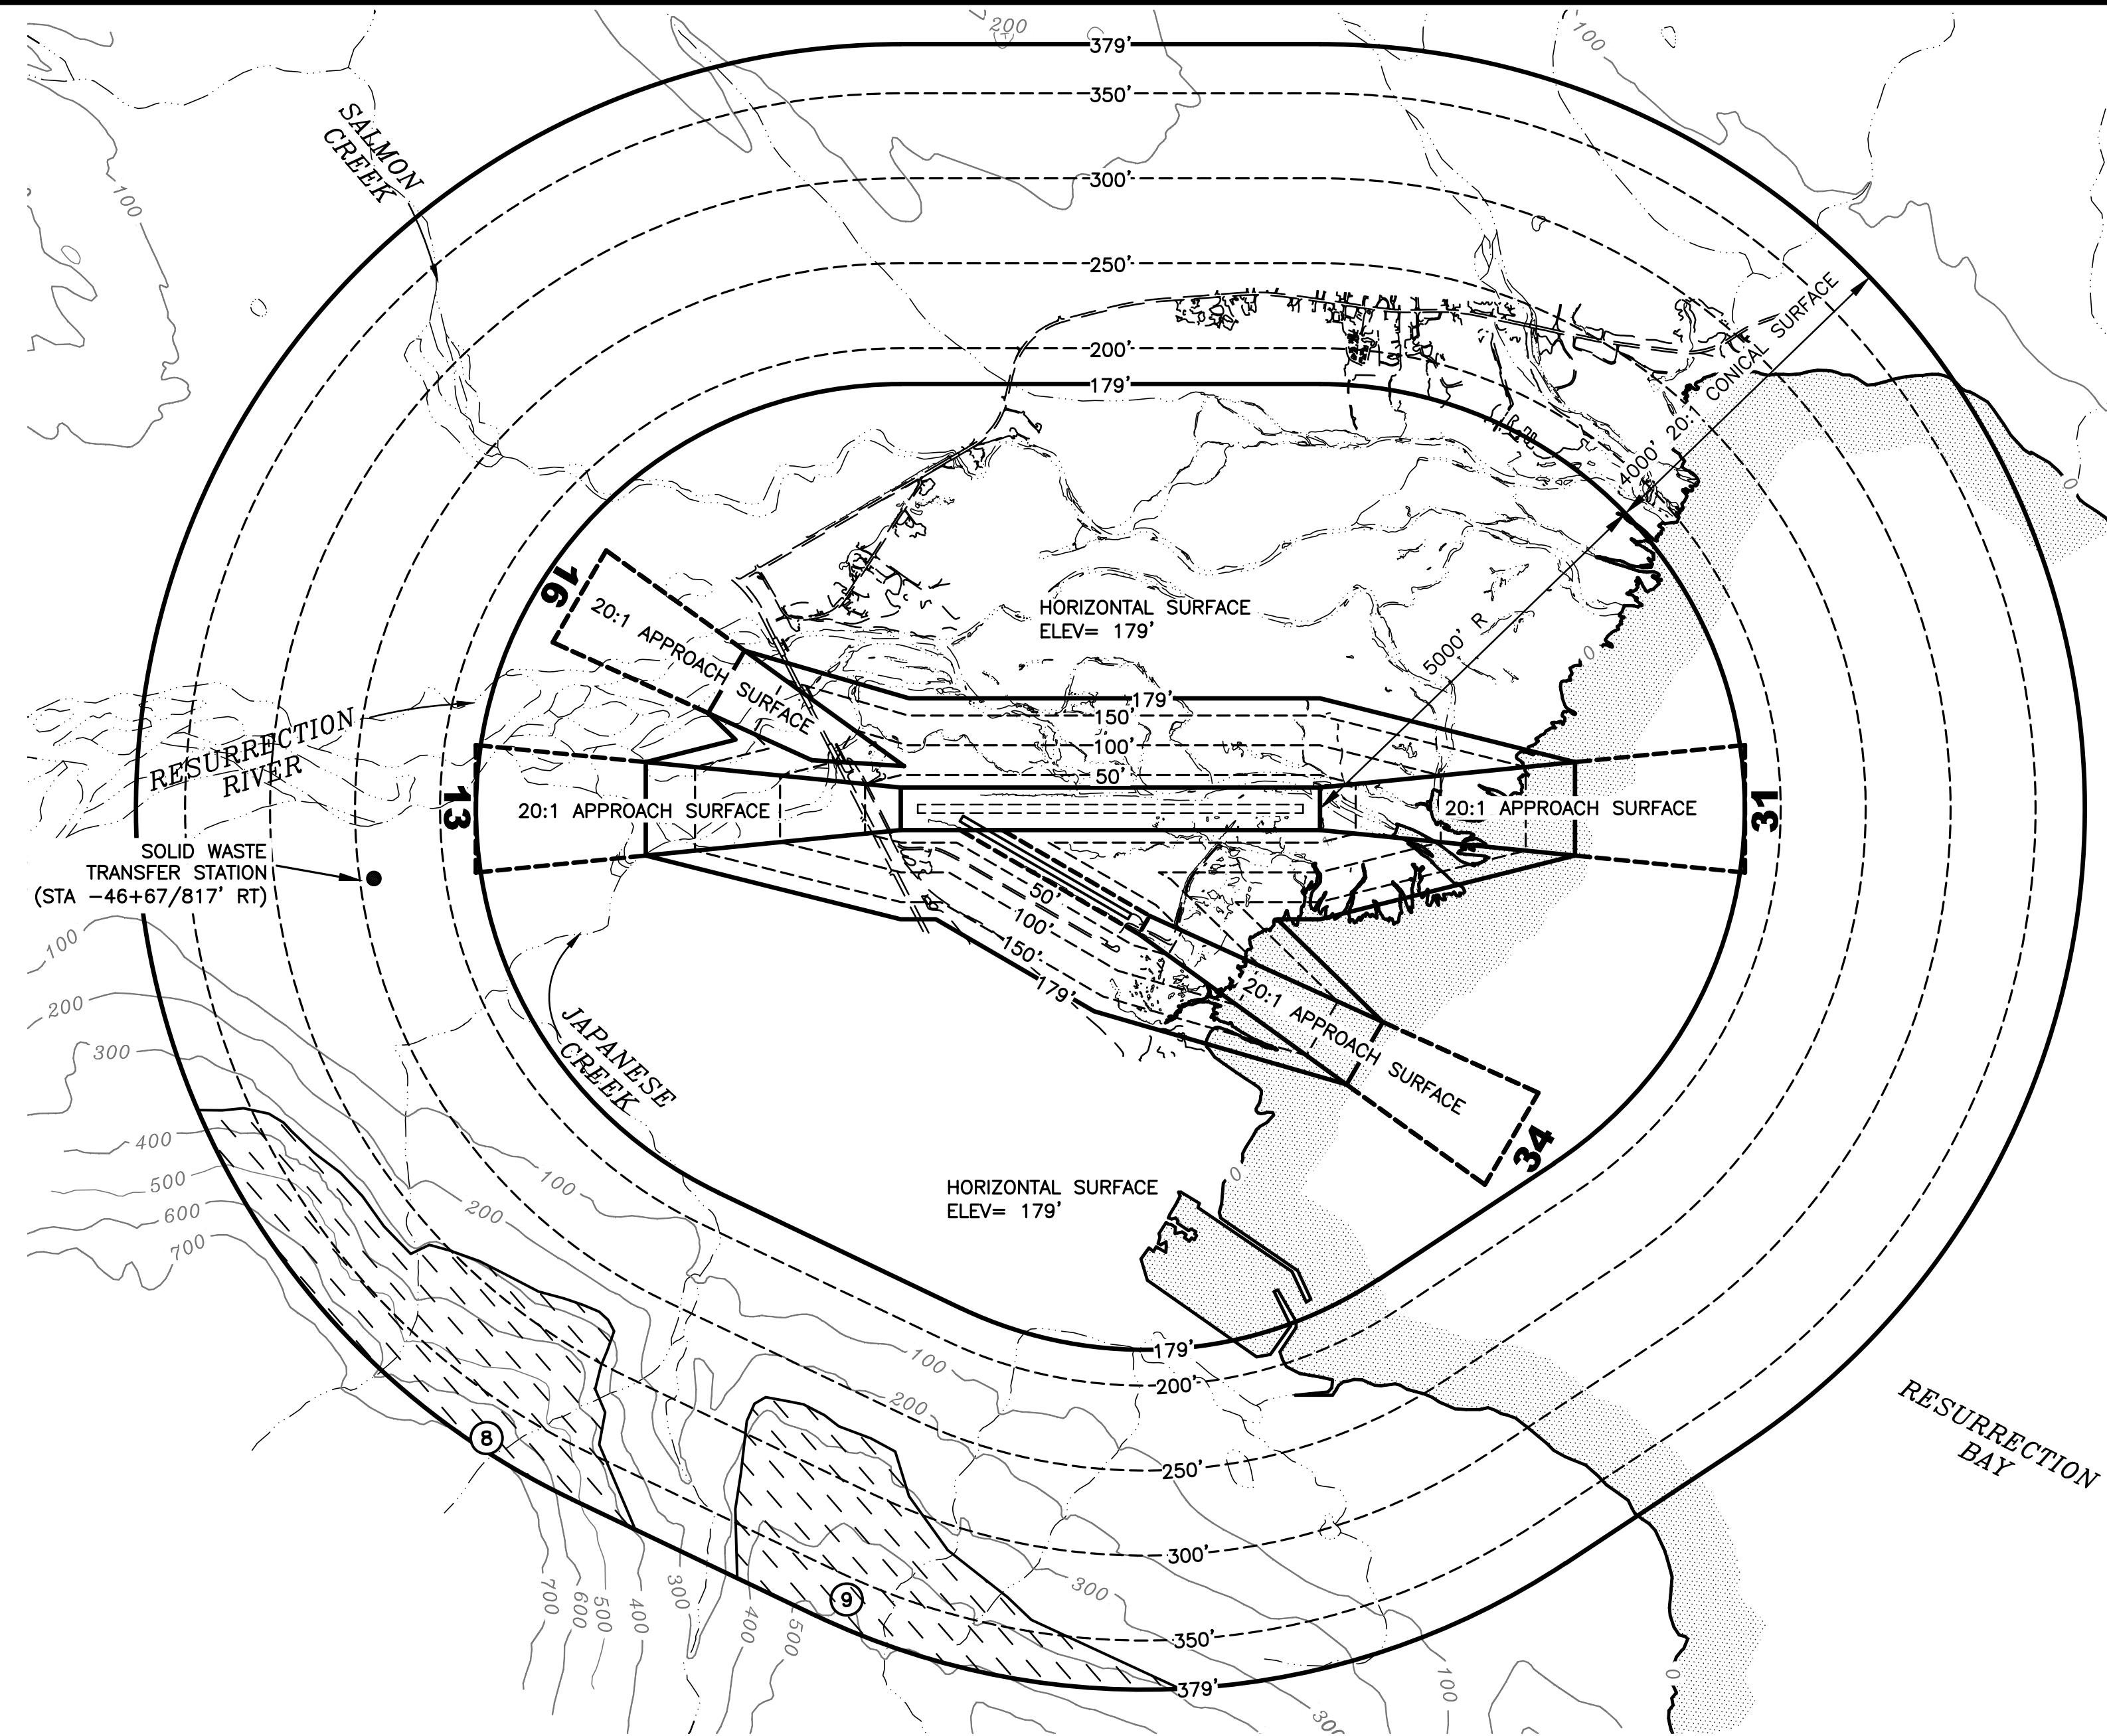 200
379'
100
350'
SALMON
CREEK
300'
100
250'
20:1 CONICAL SURFACE
200'
179'
4000'
0
16
20:1 APPROACH SURFACE
HORIZONTAL SURFACE
ELEV= 179'
5000' R
0
179'
150'
100'
50'
RESURRECTION
RIVER
13
20:1 APPROACH SURFACE
20:1 APPROACH SURFACE
31
SOLID WASTE
TRANSFER STATION
(STA -46+67/817' RT)
50'
100'
150'
179'
100
200
300
20:1 APPROACH SURFACE
JAPANESE
CREEK
34
400
500
600
700
100
200
HORIZONTAL SURFACE
ELEV= 179'
0
179'
200'
100
200
RESURRECTION
BAY
8
250'
300'
9
300
700
600
500
400
300
400
500
350'
379'
100
0
300